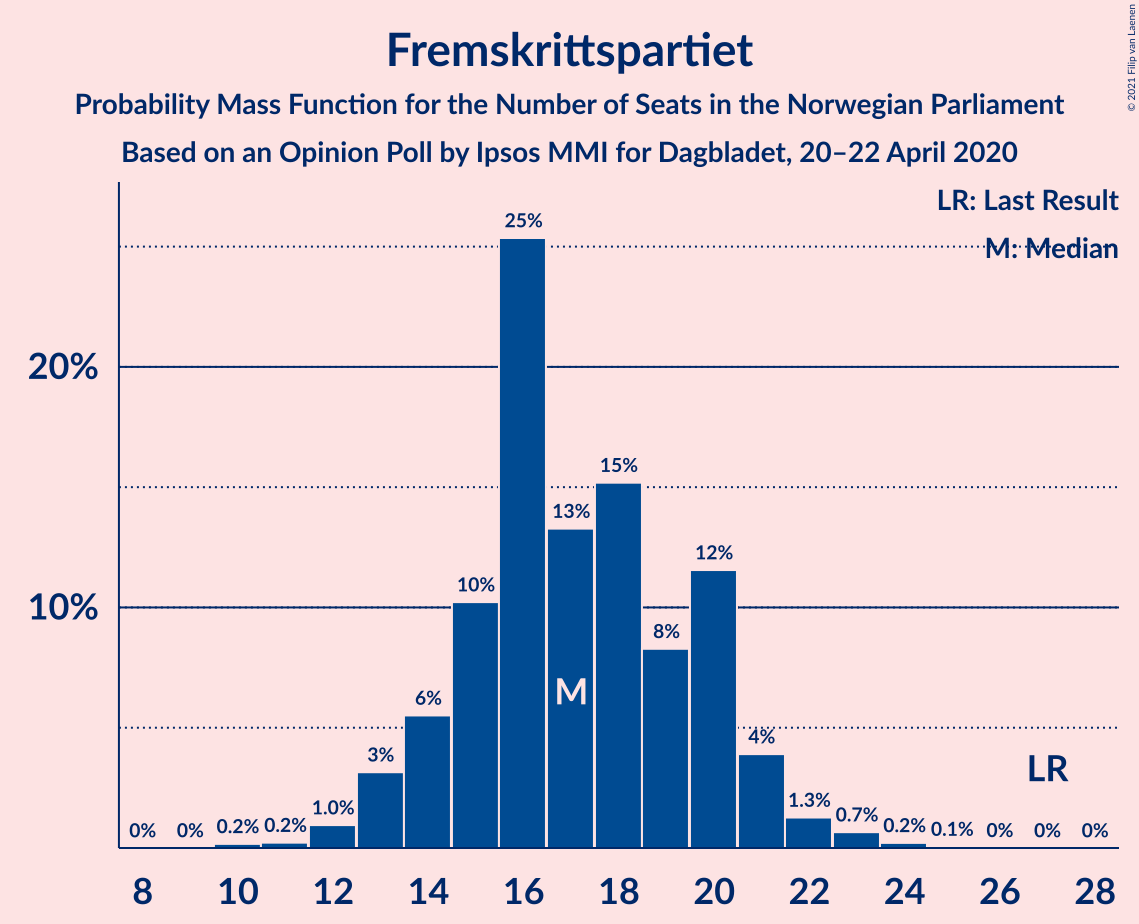 Fremskrittspartiet
Probability Mass Function for the Number of Seats in the Norwegian Parliament
Based on an Opinion Poll by Ipsos MMI for Dagbladet, 20–22 April 2020
© 2021 Filip van Laenen
LR: Last Result
M: Median
20%
10%
0%
0%
0.2%
0.2%
1.0%
3%
6%
10%
25%
13%
15%
8%
12%
4%
1.3%
0.7%
0.2%
0.1%
0%
0%
0%
M
LR
8 10 12 14 16 18 20 22 24 26 28